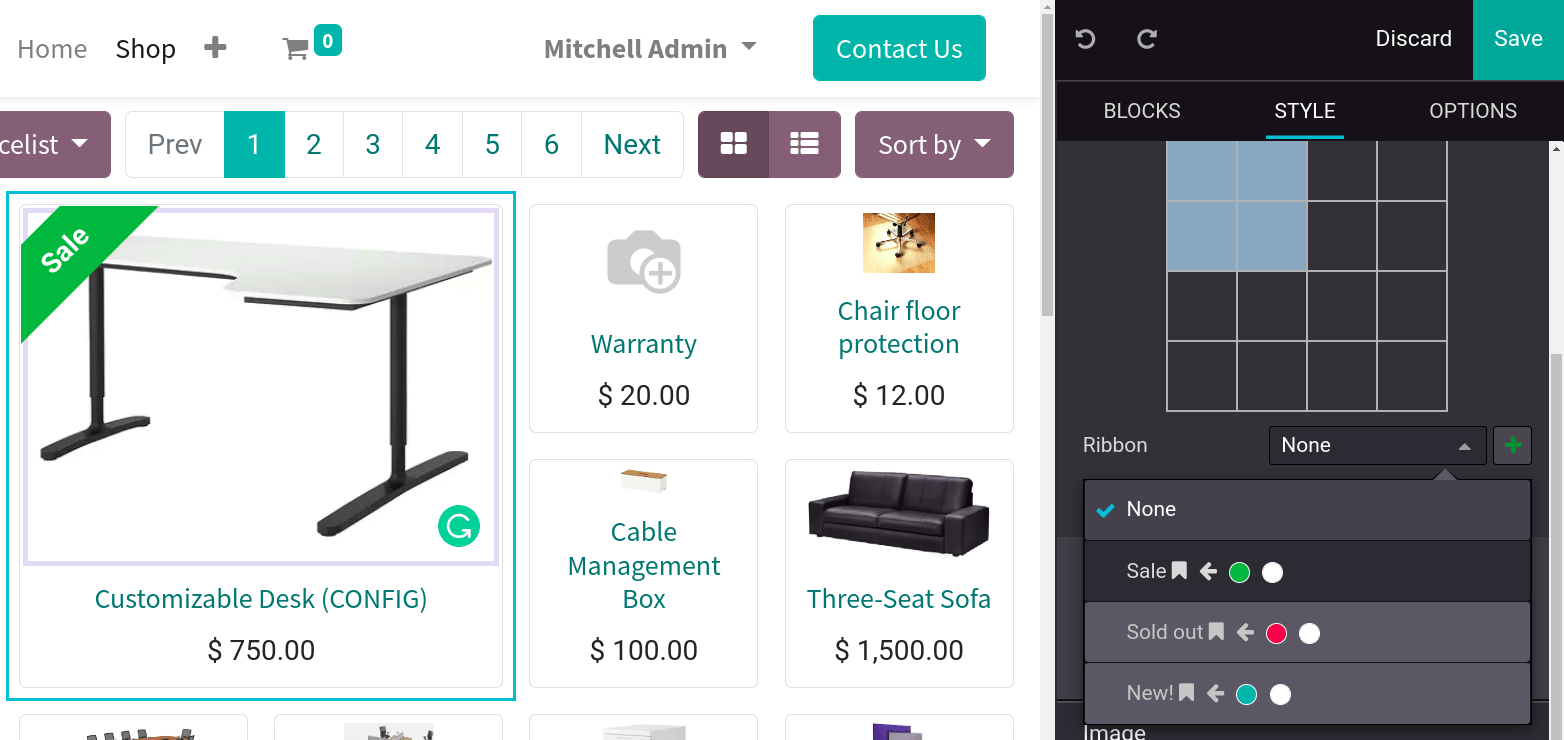 Home Shop 0 Mitchell Admin Contact Us
celist Prev 1 2 3 4 5 6 Next Sort by
Sale
Customizable Desk (CONFIG)
$ 750.00
Warranty
$ 20.00
Chair floor
protection
$ 12.00
Cable
Management
Box
$ 100.00
Three-Seat Sofa
$ 1,500.00
Discard Save
BLOCKS STYLE OPTIONS
Ribbon None
None
Sale
Sold out
New!
Image